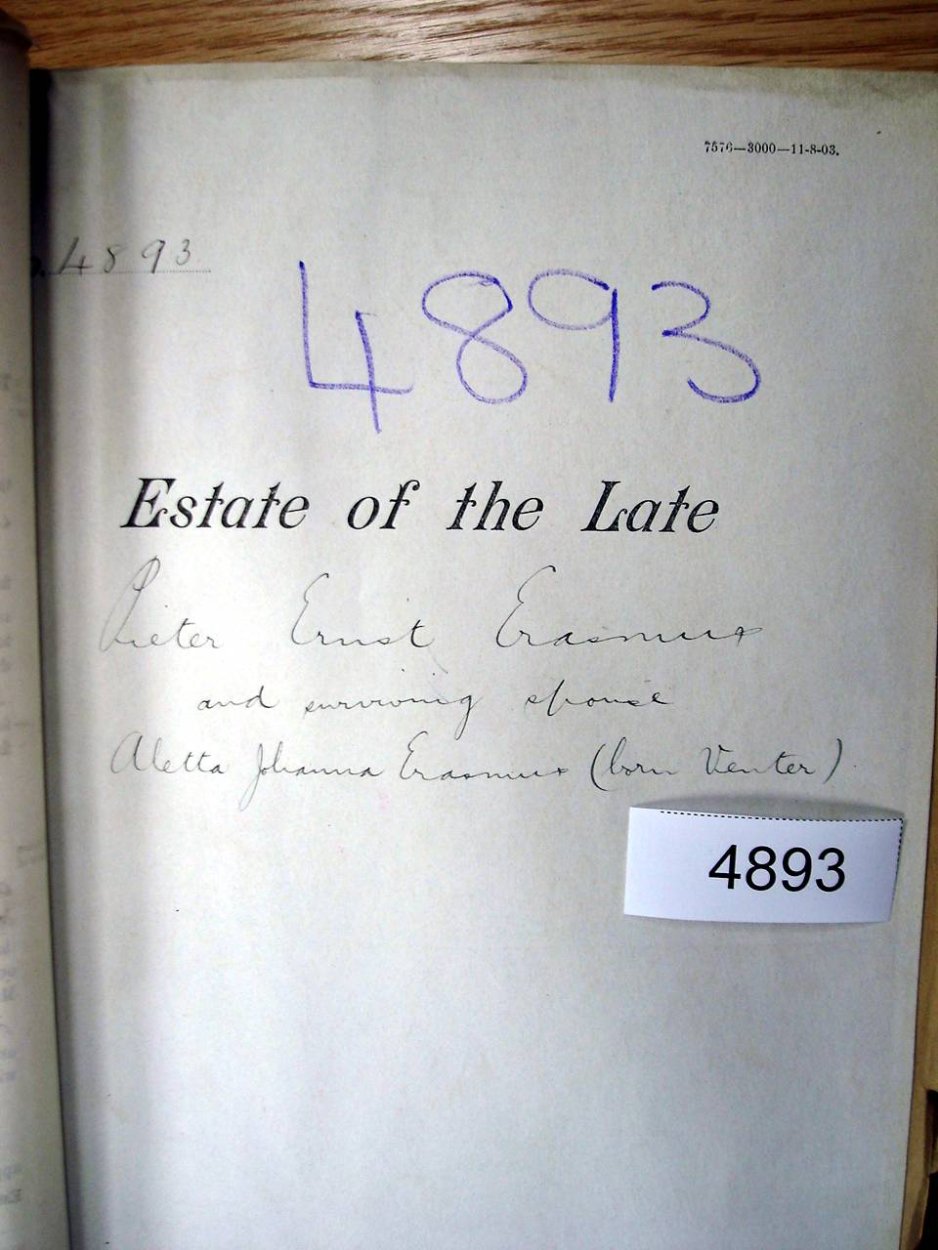 7576—3000—11-8-03.
4893
4893
Estate of the Late
Pieter Ernst Erasmus
and surviving spouse
Aletta Johanna Erasmus (born Venter)
4893